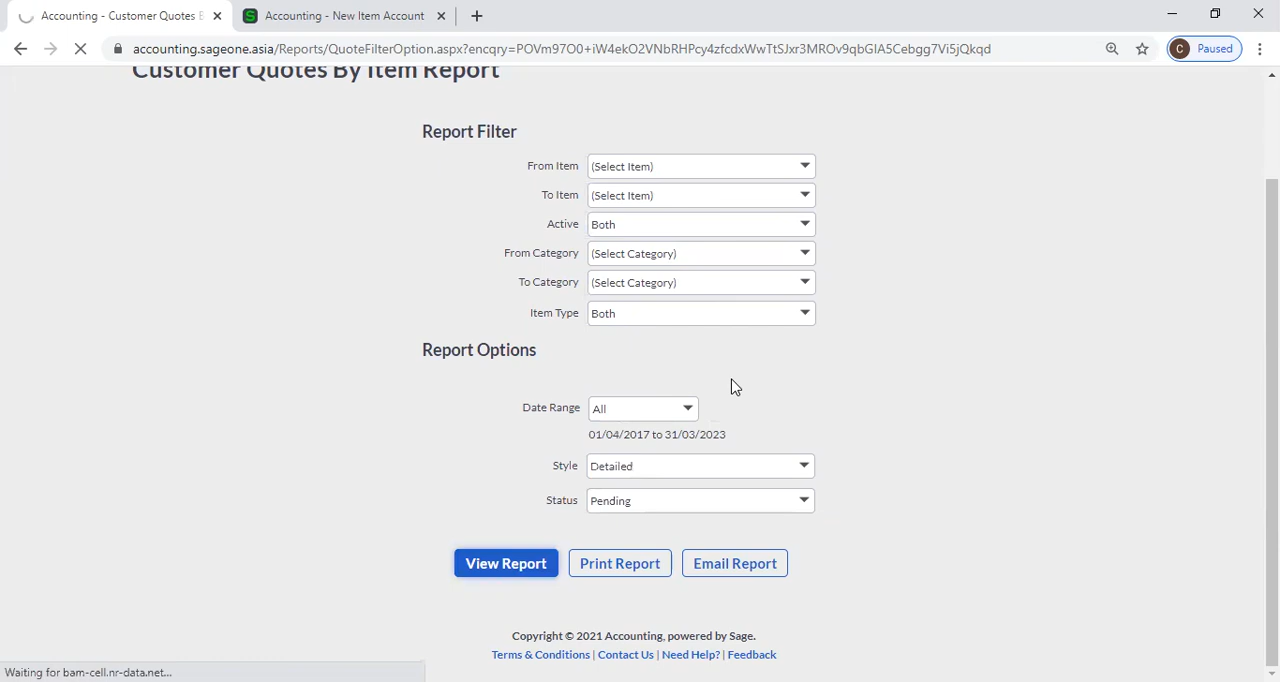 Accounting - Customer Quotes B
Accounting - New Item Account
accounting.sageone.asia/Reports/QuoteFilterOption.aspx?encqry=POVm97O0+iW4ekO2VNbRHPcy4zfcdxWwTtSJxr3MROv9qbGIA5Cebgg7Vi5jQkqd
C Paused
Customer Quotes By Item Report
Report Filter
From Item (Select Item)
To Item (Select Item)
Active Both
From Category (Select Category)
To Category (Select Category)
Item Type Both
Report Options
Date Range All
01/04/2017 to 31/03/2023
Style Detailed
Status Pending
View Report Print Report Email Report
Copyright © 2021 Accounting, powered by Sage.
Terms & Conditions | Contact Us | Need Help? | Feedback
Waiting for bam-cell.nr-data.net...